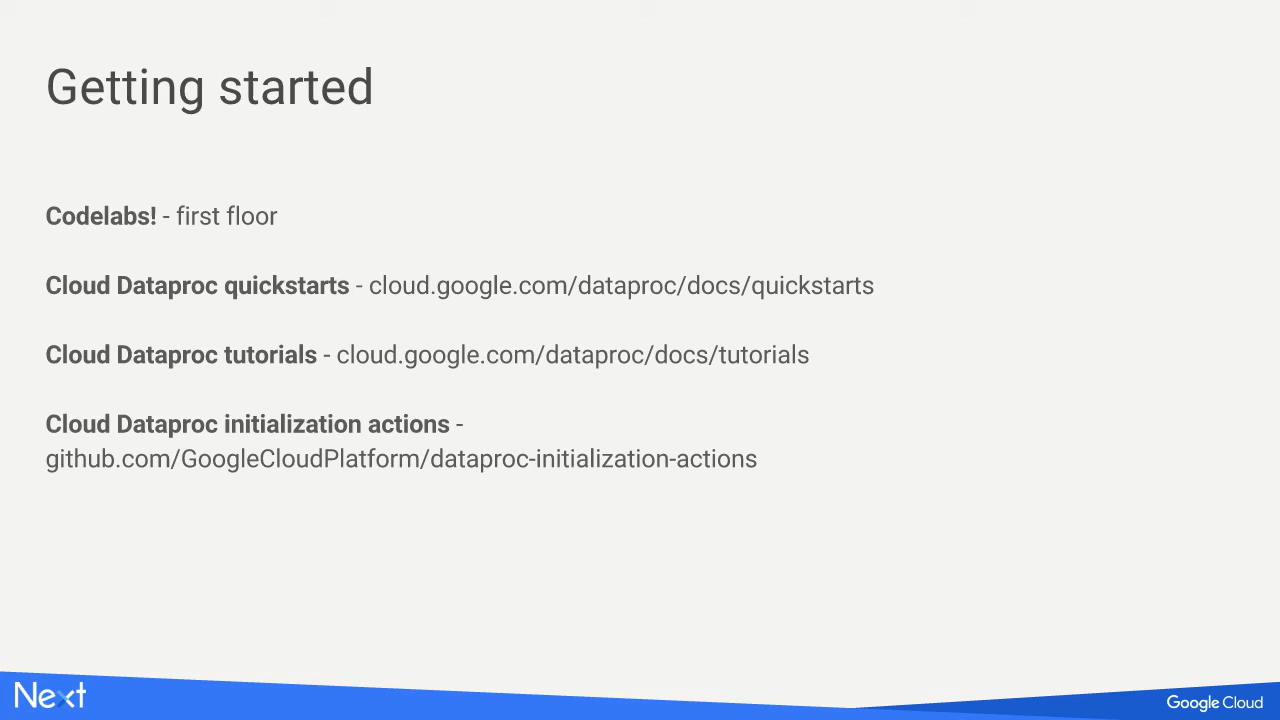 Getting started
Codelabs! - first floor
Cloud Dataproc quickstarts - cloud.google.com/dataproc/docs/quickstarts
Cloud Dataproc tutorials - cloud.google.com/dataproc/docs/tutorials
Cloud Dataproc initialization actions -
github.com/GoogleCloudPlatform/dataproc-initialization-actions
Next
Google Cloud